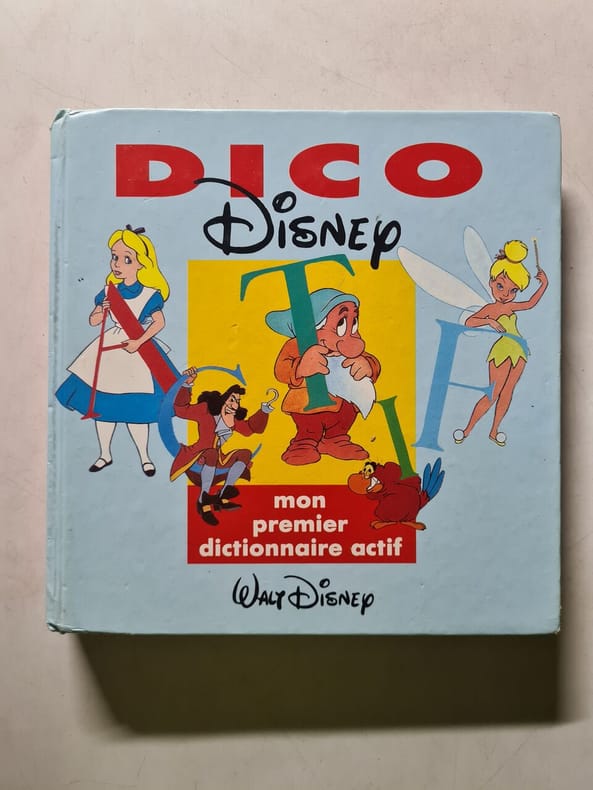 DICO
Disney
A C T I F
mon
premier
dictionnaire actif
Walt Disney